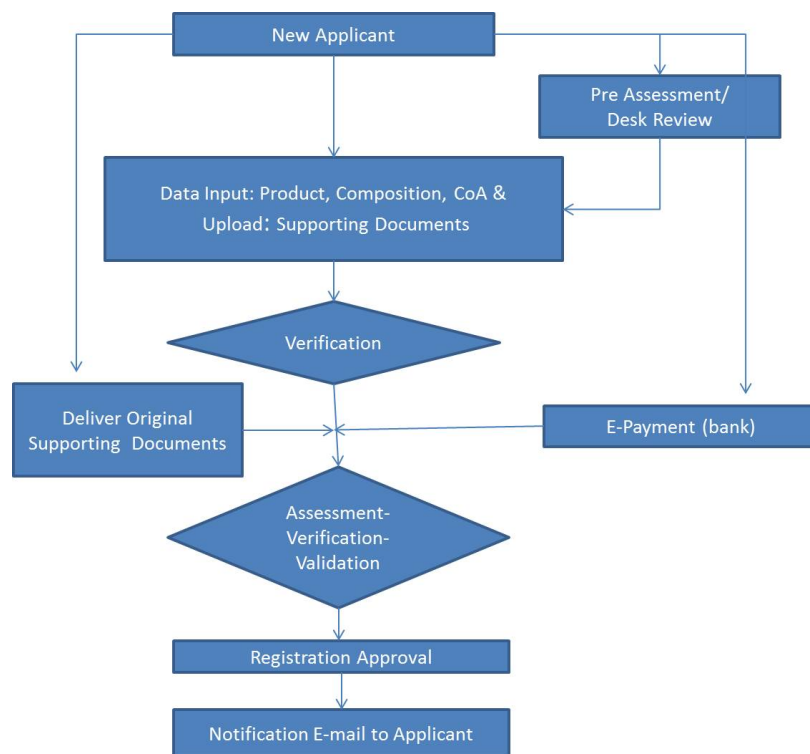 New Applicant
Pre Assessment/
Desk Review
Data Input: Product, Composition, CoA &
Upload: Supporting Documents
Verification
Deliver Original
Supporting Documents
E-Payment (bank)
Assessment-
Verification-
Validation
Registration Approval
Notification E-mail to Applicant